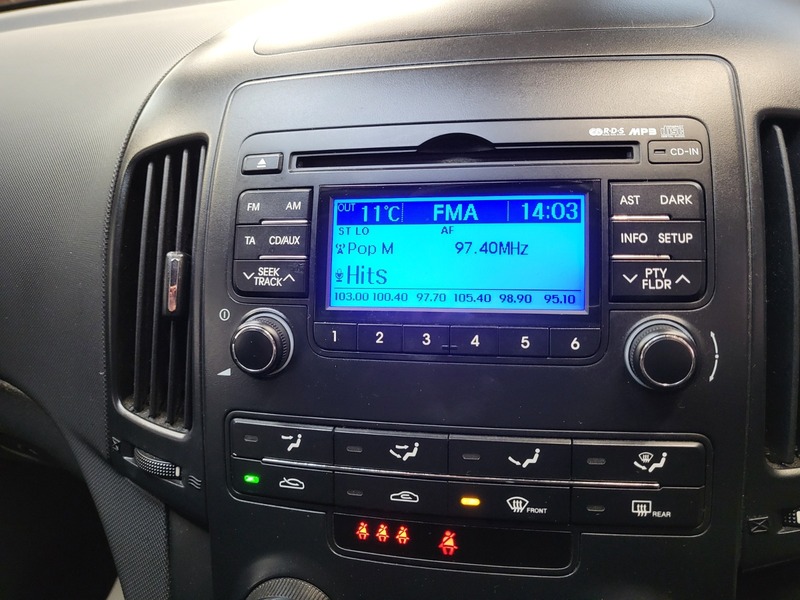 R·D·S MP3
CD-IN
FM AM
TA CD/AUX
SEEK
TRACK
OUT 11°C FMA 14:03
ST LO AF
Pop M 97.40MHz
Hits
103.00 100.40 97.70 105.40 98.90 95.10
AST DARK
INFO SETUP
PTY
FLDR
1 2 3 4 5 6
FRONT
REAR